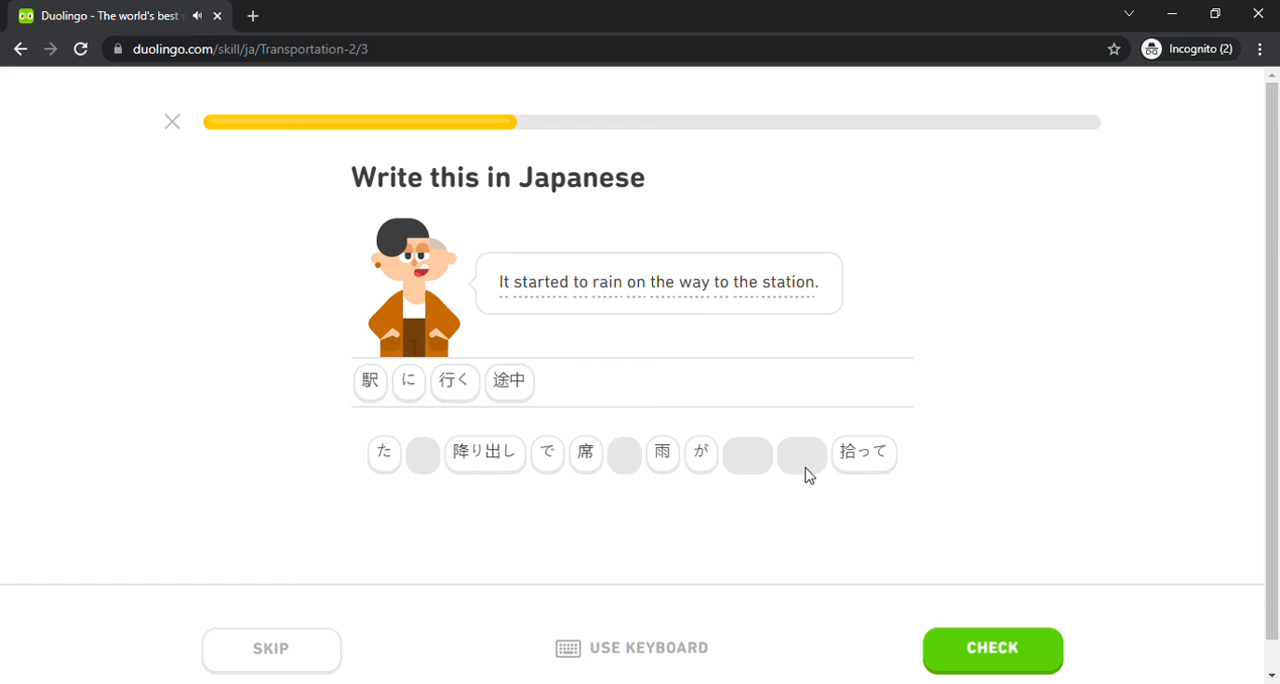 Duolingo - The world's best
duolingo.com/skill/ja/Transportation-2/3
Incognito (2)
Write this in Japanese
It started to rain on the way to the station.
駅 に 行く 途中
た 降り出し で 席 雨 が 拾って
SKIP
USE KEYBOARD
CHECK